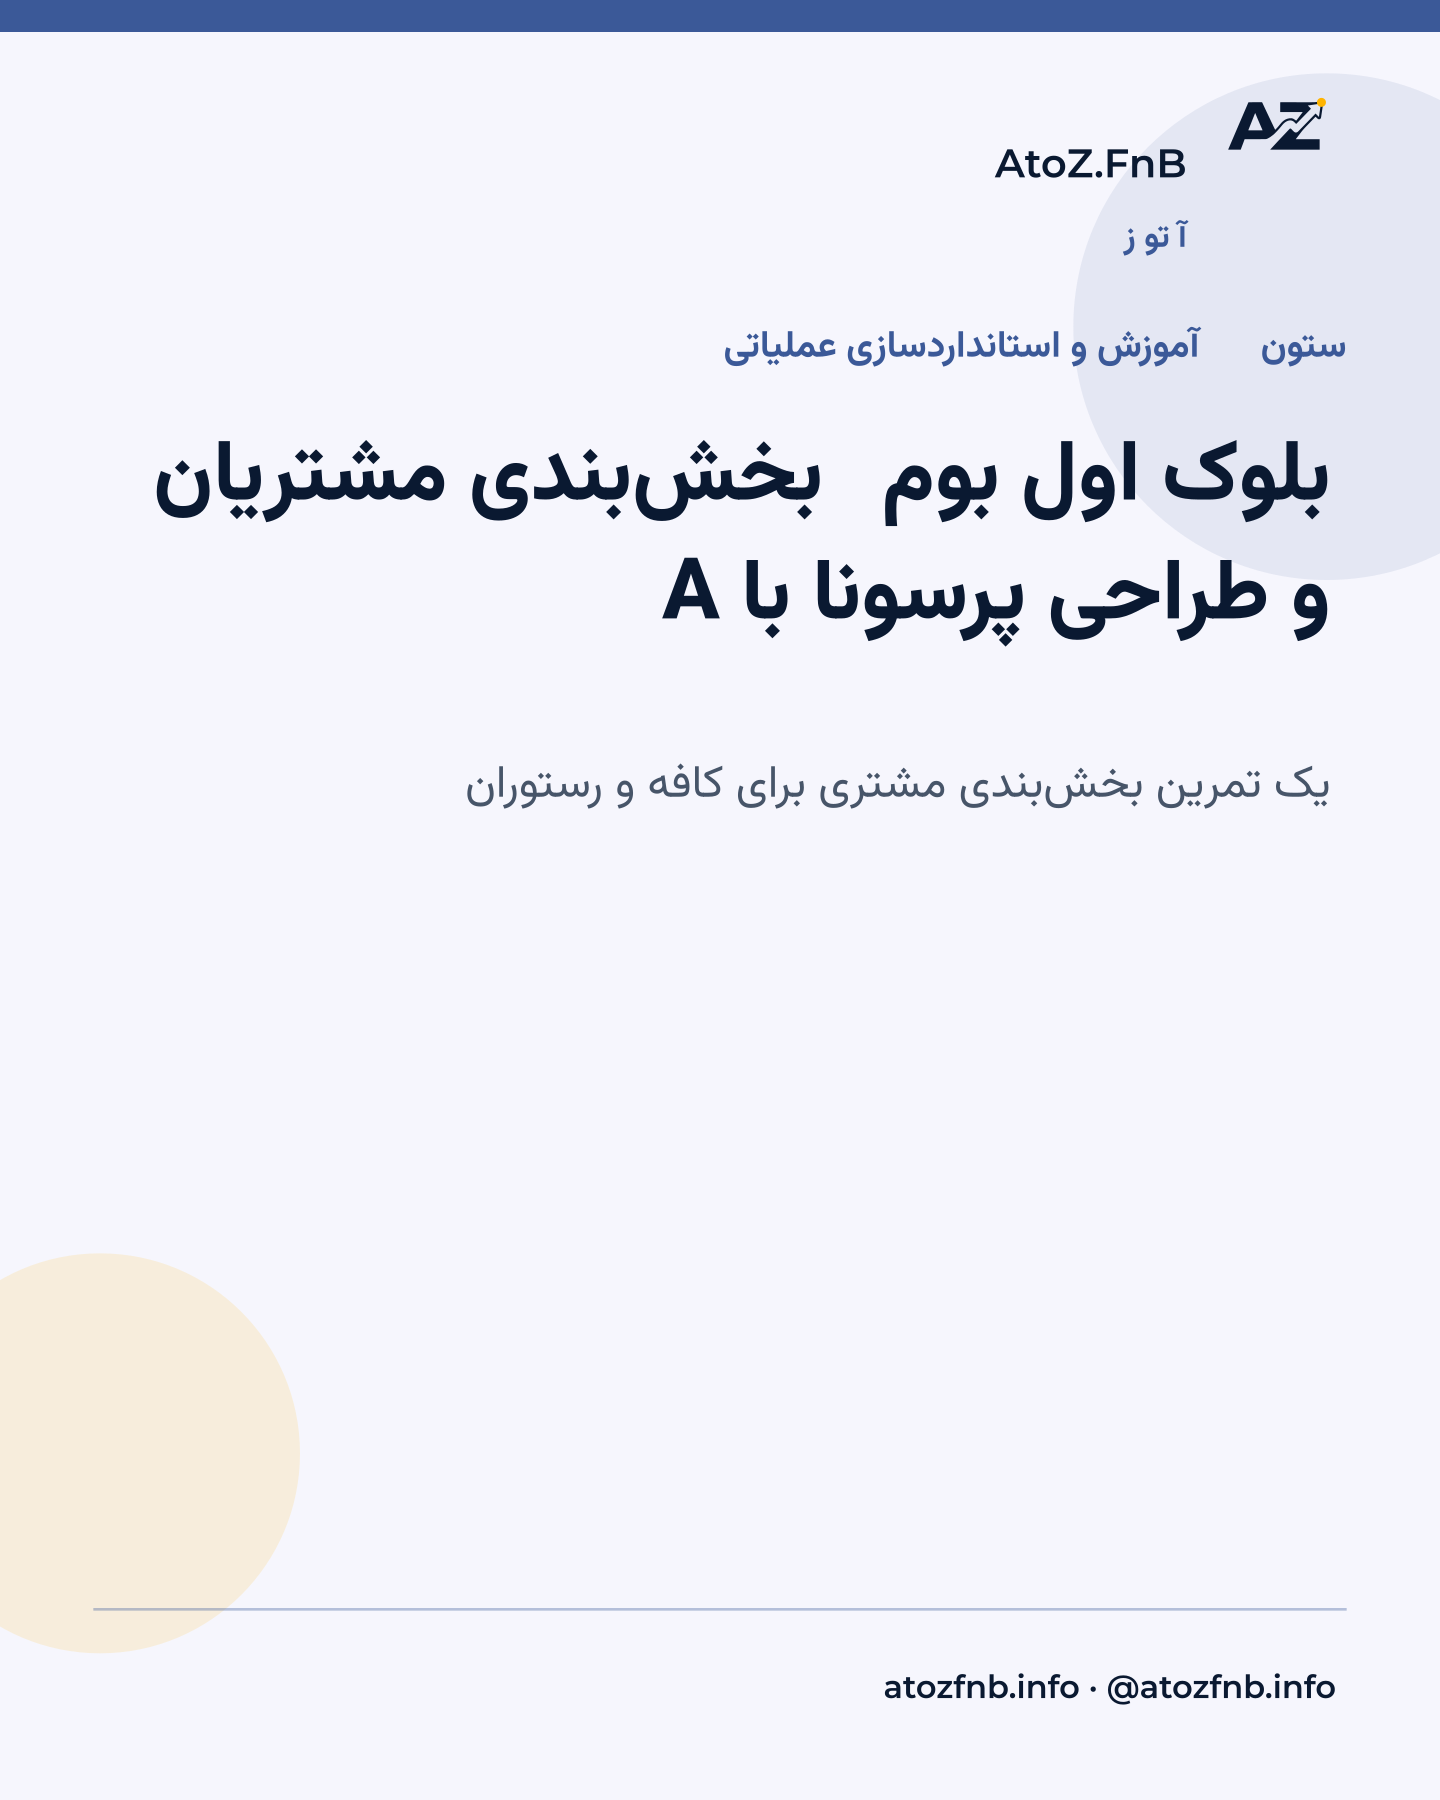 AZ
AtoZ.FnB
آ تو ز
ستون آموزش و استانداردسازی عملیاتی
بلوک اول بوم بخش‌بندی مشتریان
و طراحی پرسونا با A
یک تمرین بخش‌بندی مشتری برای کافه و رستوران
atozfnb.info · @atozfnb.info